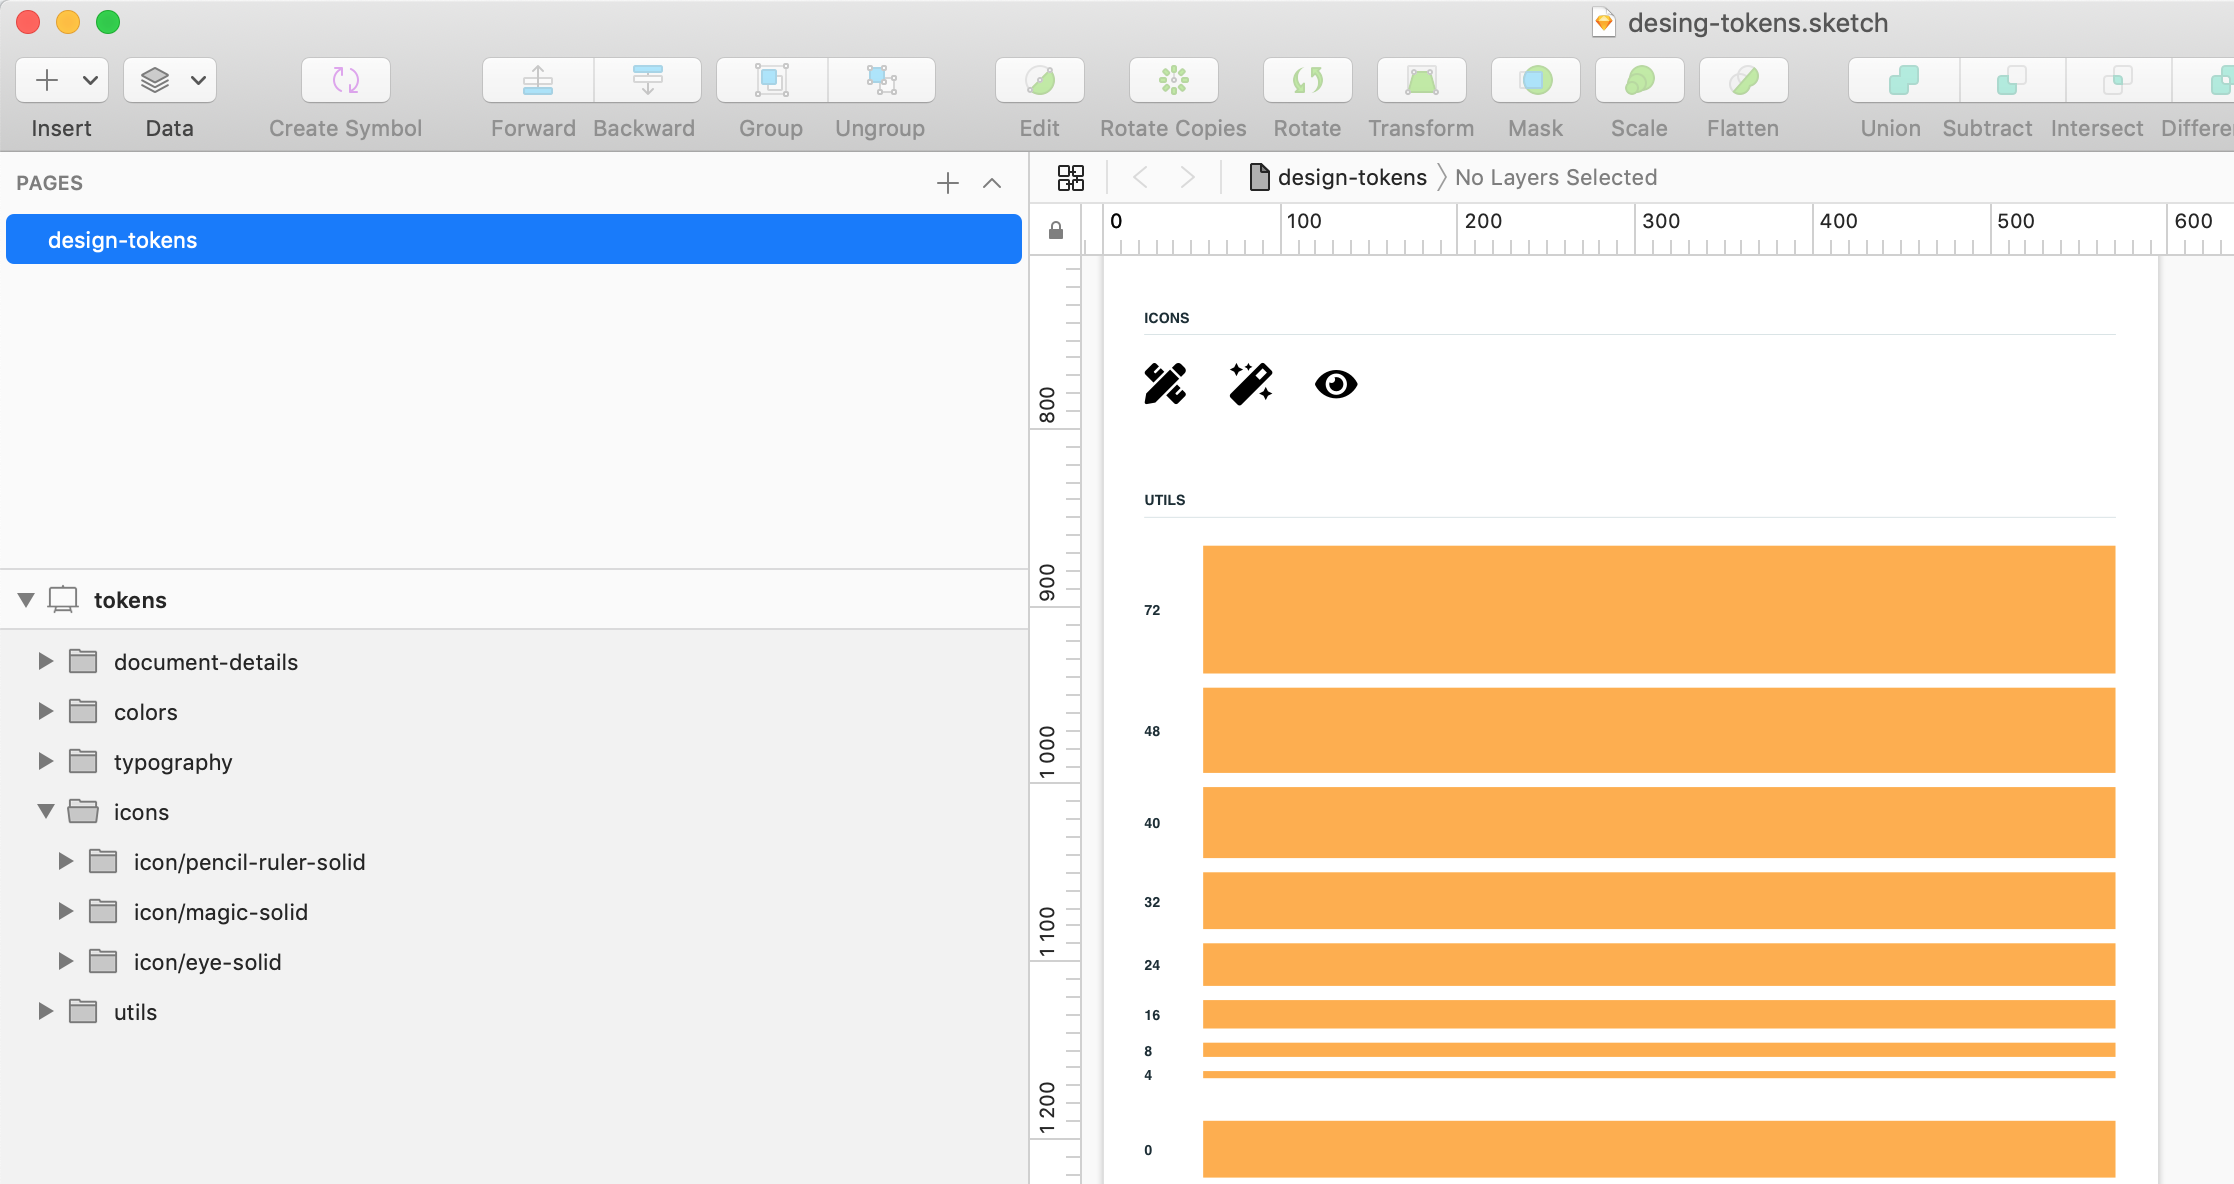 desing-tokens.sketch
Insert
Data
Create Symbol
Forward
Backward
Group
Ungroup
Edit
Rotate Copies
Rotate
Transform
Mask
Scale
Flatten
Union
Subtract
Intersect
Differe
PAGES
design-tokens
tokens
document-details
colors
typography
icons
icon/pencil-ruler-solid
icon/magic-solid
icon/eye-solid
utils
design-tokens
No Layers Selected
0
100
200
300
400
500
600
800
900
1 000
1 100
1 200
ICONS
UTILS
72
48
40
32
24
16
8
4
0